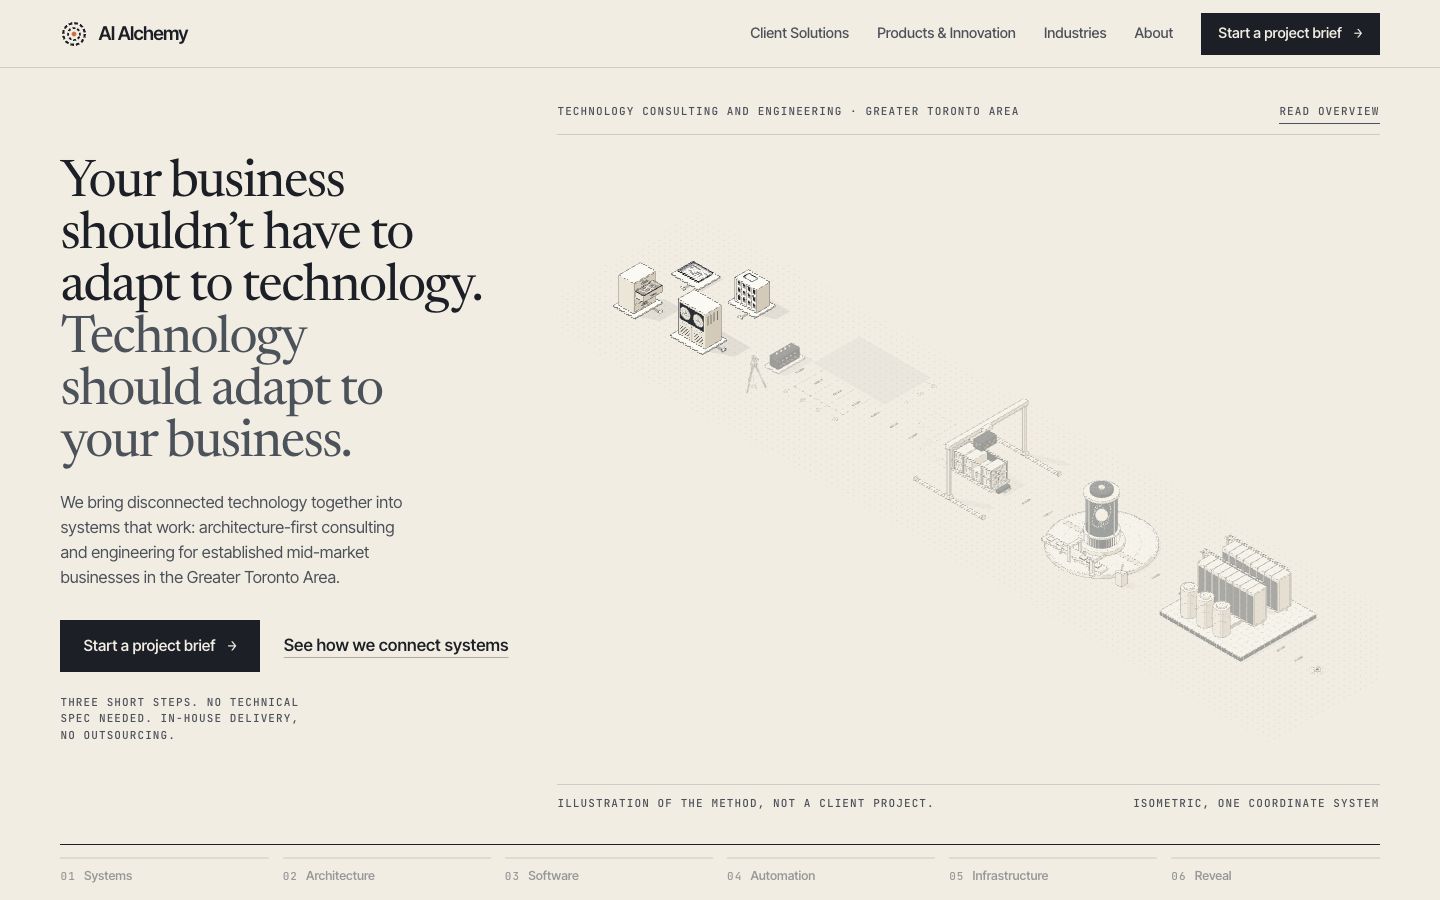 AI Alchemy
Client Solutions
Products & Innovation
Industries
About
Start a project brief →
TECHNOLOGY CONSULTING AND ENGINEERING · GREATER TORONTO AREA
READ OVERVIEW
Your business
shouldn’t have to
adapt to technology.
Technology
should adapt to
your business.
We bring disconnected technology together into
systems that work: architecture-first consulting
and engineering for established mid-market
businesses in the Greater Toronto Area.
Start a project brief →
See how we connect systems
THREE SHORT STEPS. NO TECHNICAL
SPEC NEEDED. IN-HOUSE DELIVERY,
NO OUTSOURCING.
ILLUSTRATION OF THE METHOD, NOT A CLIENT PROJECT.
ISOMETRIC, ONE COORDINATE SYSTEM
01 Systems
02 Architecture
03 Software
04 Automation
05 Infrastructure
06 Reveal